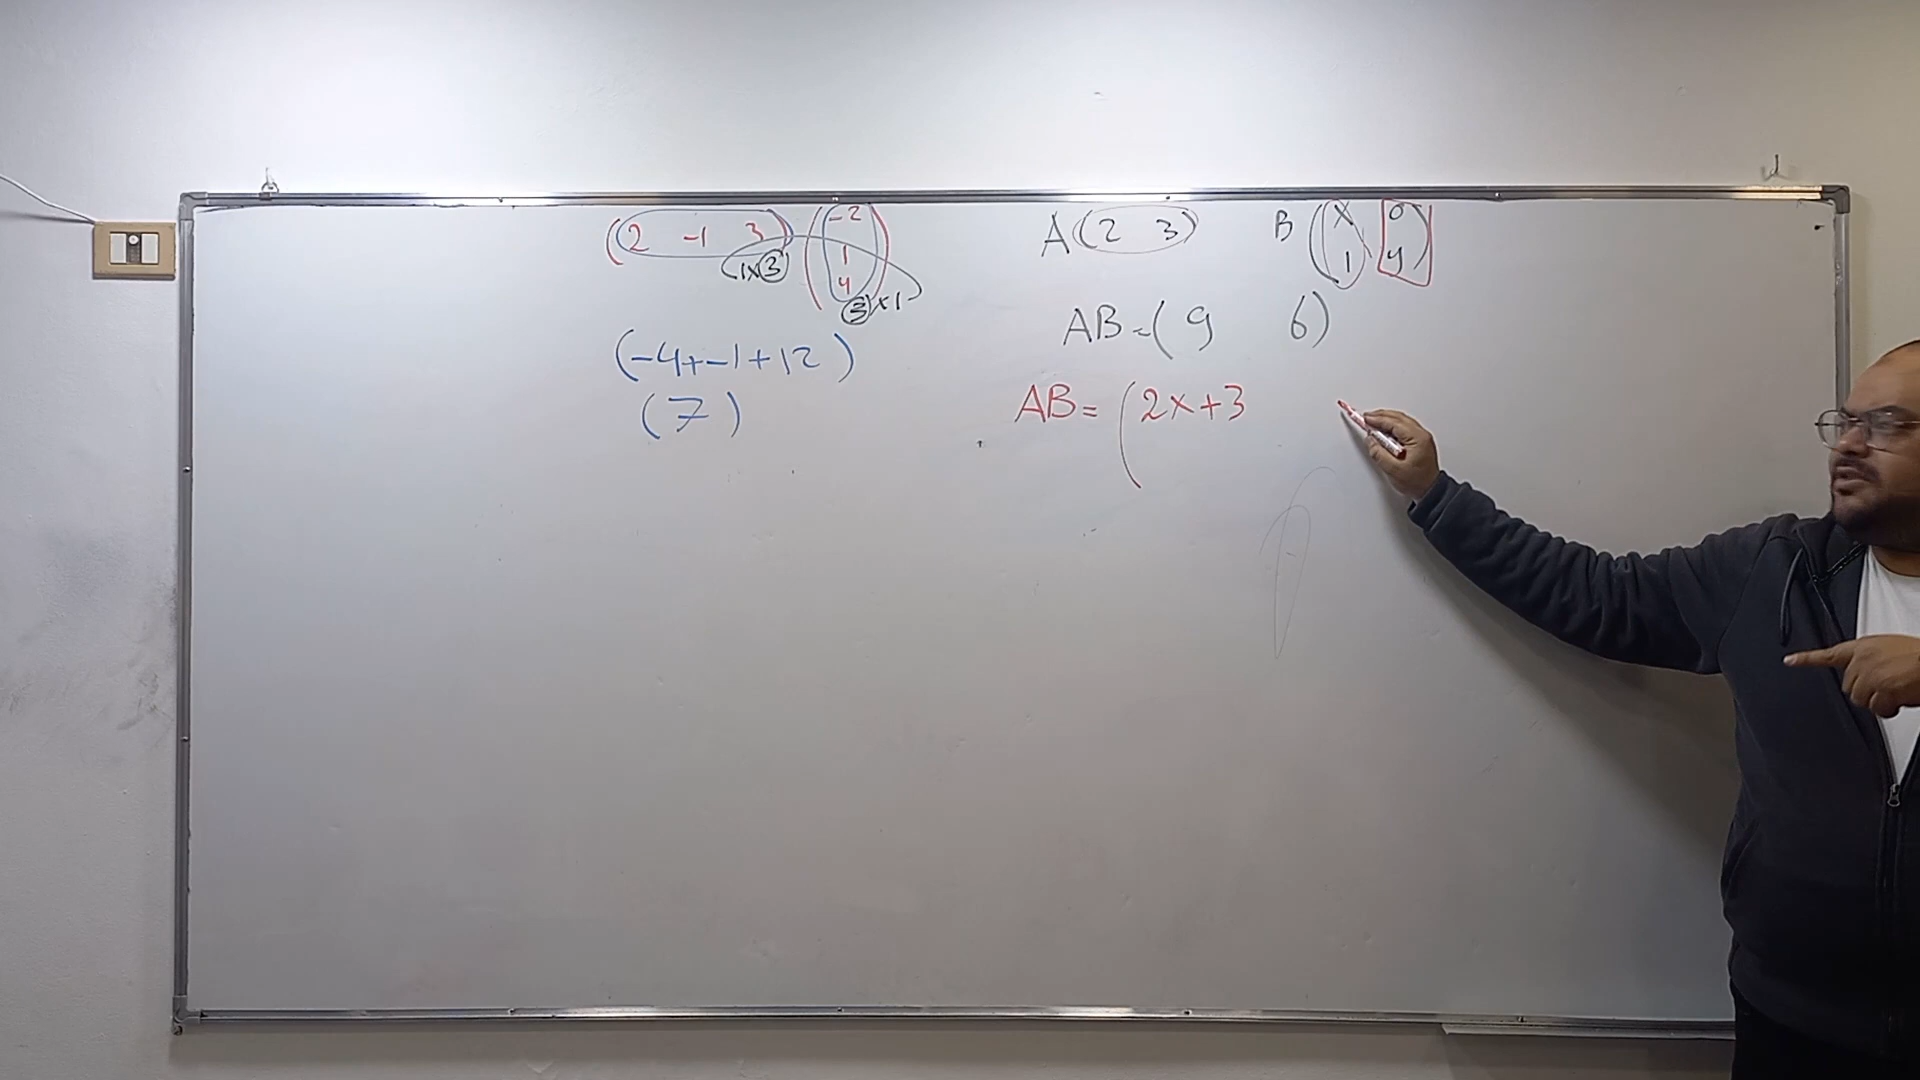 (2 -1 3) (-2
1
4)
1x3 3x1
(-4+-1+12)
(7)
A(2 3) B(x 0
1 y)
AB=(9 6)
AB=(2x+3